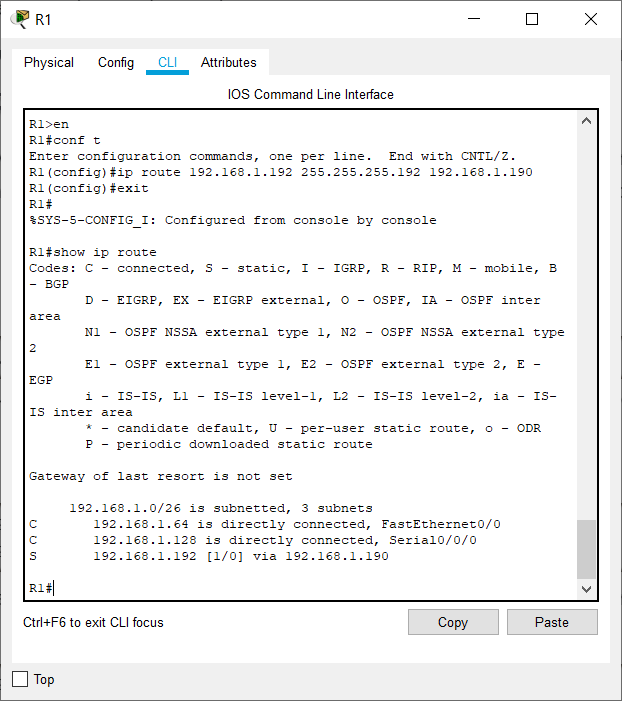 R1
Physical Config CLI Attributes
IOS Command Line Interface
R1>en
R1#conf t
Enter configuration commands, one per line.  End with CNTL/Z.
R1(config)#ip route 192.168.1.192 255.255.255.192 192.168.1.190
R1(config)#exit
R1#
%SYS-5-CONFIG_I: Configured from console by console
R1#show ip route
Codes: C - connected, S - static, I - IGRP, R - RIP, M - mobile, B
- BGP
       D - EIGRP, EX - EIGRP external, O - OSPF, IA - OSPF inter
area
       N1 - OSPF NSSA external type 1, N2 - OSPF NSSA external type
2
       E1 - OSPF external type 1, E2 - OSPF external type 2, E -
EGP
       i - IS-IS, L1 - IS-IS level-1, L2 - IS-IS level-2, ia - IS-
IS inter area
       * - candidate default, U - per-user static route, o - ODR
       P - periodic downloaded static route
Gateway of last resort is not set
     192.168.1.0/26 is subnetted, 3 subnets
C       192.168.1.64 is directly connected, FastEthernet0/0
C       192.168.1.128 is directly connected, Serial0/0/0
S       192.168.1.192 [1/0] via 192.168.1.190
R1#
Ctrl+F6 to exit CLI focus Copy Paste
Top